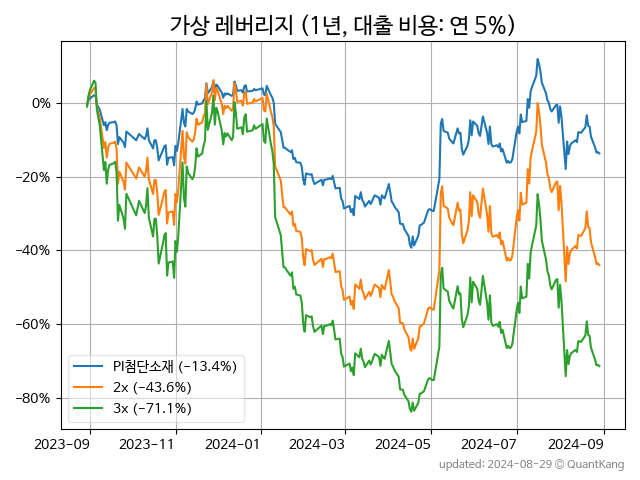 가상 레버리지 (1년, 대출 비용: 연 5%)
0%
−20%
−40%
−60%
−80%
PI첨단소재 (−13.4%)
2x (−43.6%)
3x (−71.1%)
2023-09 2023-11 2024-01 2024-03 2024-05 2024-07 2024-09
updated: 2024-08-29 © QuantKang